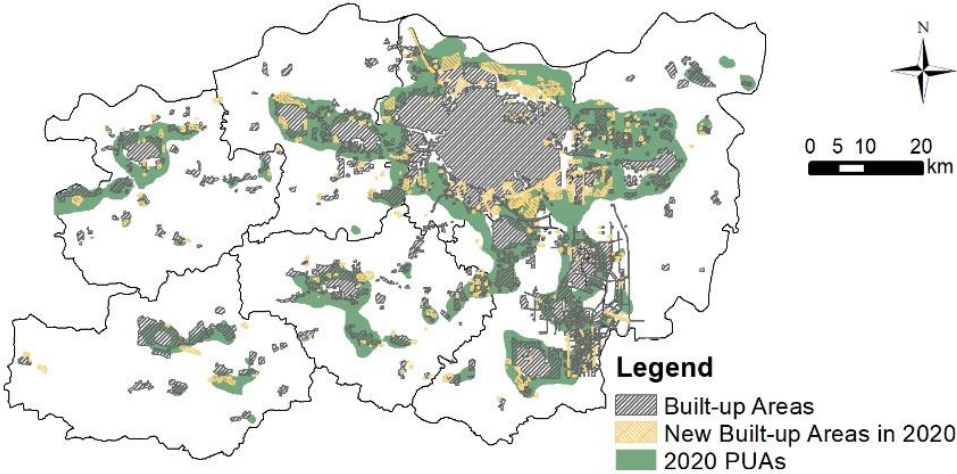 N
0 5 10 20
km
Legend
Built-up Areas
New Built-up Areas in 2020
2020 PUAs